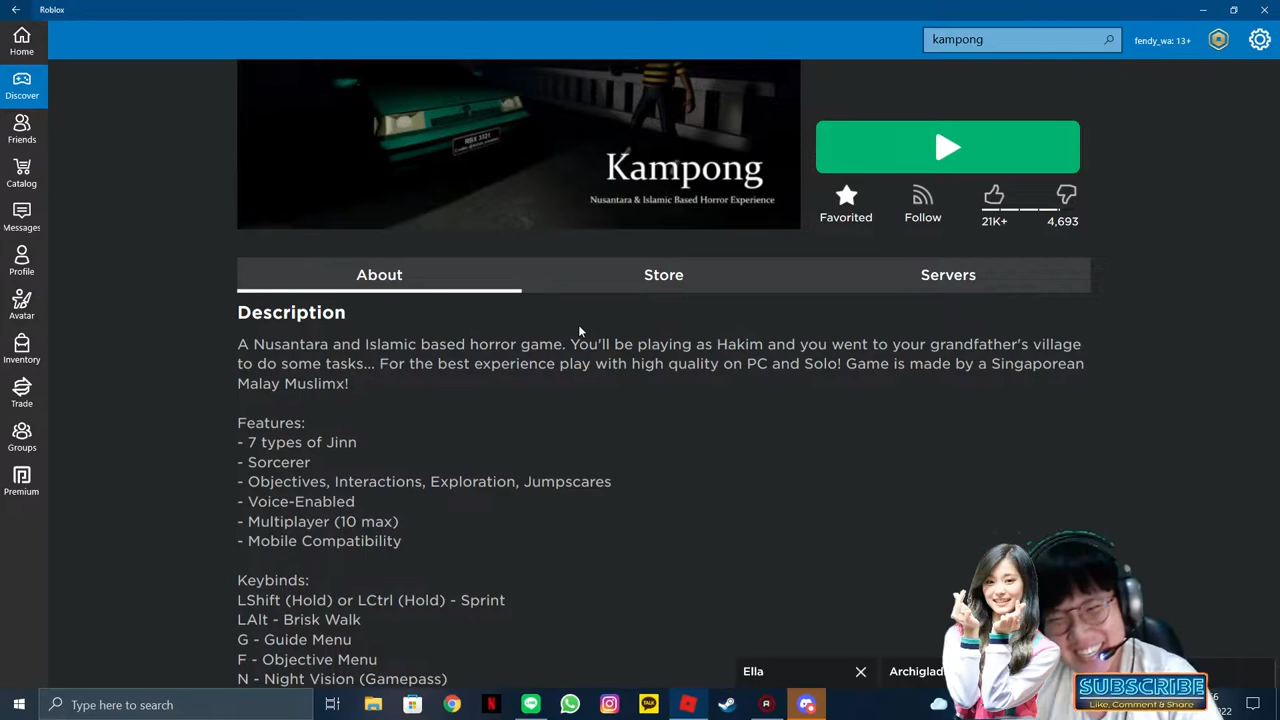 Roblox
Home
kampong
fendy_wa: 13+
Discover
Friends
Catalog
Messages
Profile
Avatar
Inventory
Trade
Groups
Premium
RBX 3321
Kampong
Nusantara & Islamic Based Horror Experience
Favorited
Follow
21K+
4,693
About
Store
Servers
Description
A Nusantara and Islamic based horror game. You'll be playing as Hakim and you went to your grandfather's village
to do some tasks... For the best experience play with high quality on PC and Solo! Game is made by a Singaporean
Malay Muslimx!
Features:
- 7 types of Jinn
- Sorcerer
- Objectives, Interactions, Exploration, Jumpscares
- Voice-Enabled
- Multiplayer (10 max)
- Mobile Compatibility
Keybinds:
LShift (Hold) or LCtrl (Hold) - Sprint
LAlt - Brisk Walk
G - Guide Menu
F - Objective Menu
N - Night Vision (Gamepass)
Ella
Archiglad
SUBSCRIBE
Like, Comment & Share
Type here to search
N
TALK